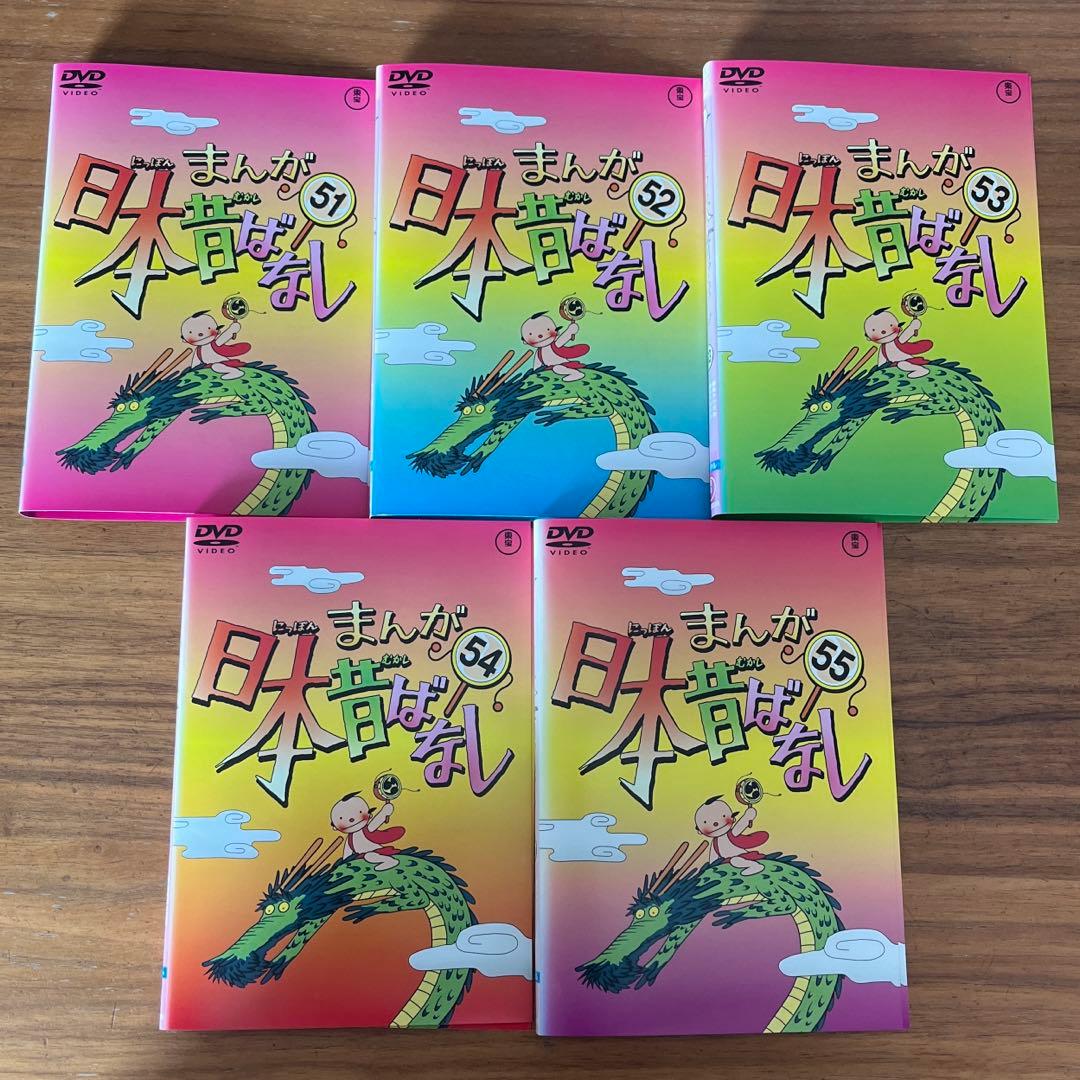 DVD
VIDEO
東宝
まんが
にっぽん
日本
むかし
昔ばなし
51
DVD
VIDEO
東宝
まんが
にっぽん
日本
むかし
昔ばなし
52
DVD
VIDEO
東宝
まんが
にっぽん
日本
むかし
昔ばなし
53
DVD
VIDEO
東宝
まんが
にっぽん
日本
むかし
昔ばなし
54
DVD
VIDEO
東宝
まんが
にっぽん
日本
むかし
昔ばなし
55